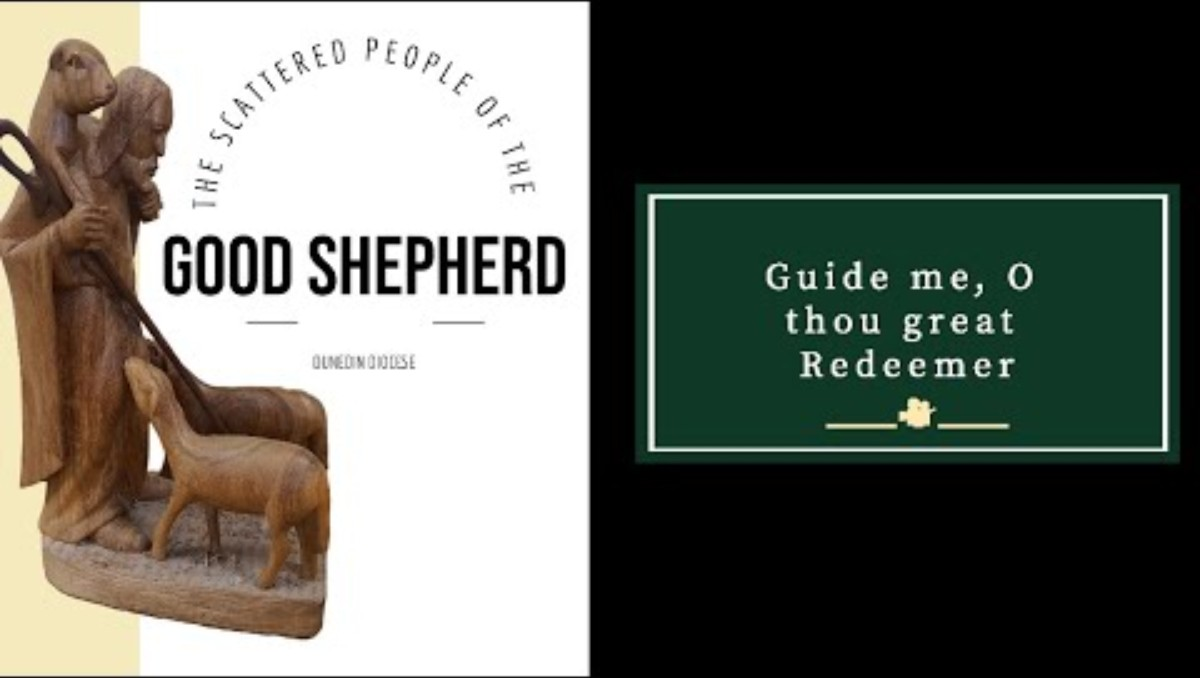 THE SCATTERED PEOPLE OF THE
GOOD SHEPHERD
DUNEDIN DIOCESE
Guide me, O
thou great
Redeemer